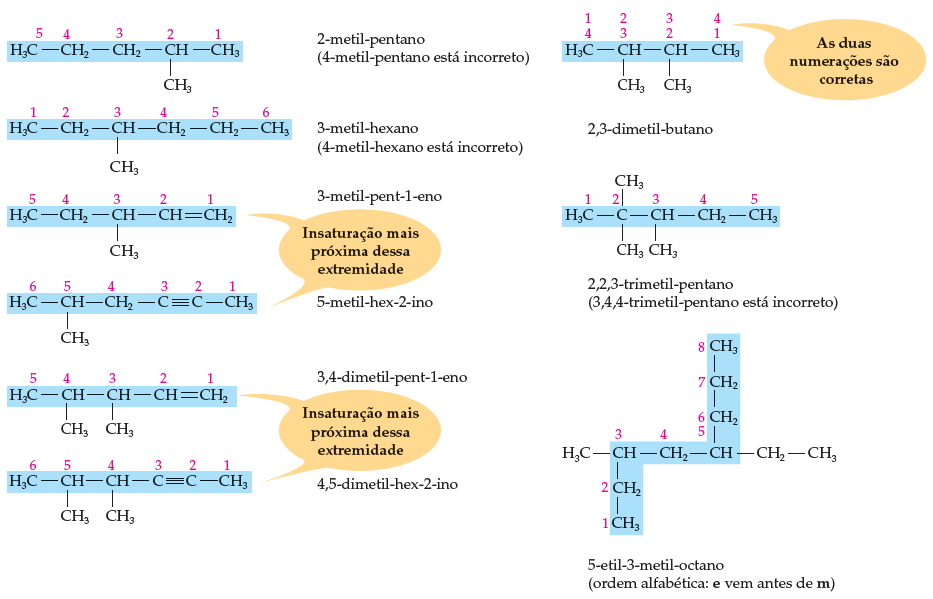 5 4 3 2 1
H₃C — CH₂ — CH₂ — CH — CH₃
CH₃
2-metil-pentano
(4-metil-pentano está incorreto)
1 2 3 4 5 6
H₃C — CH₂ — CH — CH₂ — CH₂ — CH₃
CH₃
3-metil-hexano
(4-metil-hexano está incorreto)
5 4 3 2 1
H₃C — CH₂ — CH — CH = CH₂
CH₃
3-metil-pent-1-eno
Insaturação mais
próxima dessa
extremidade
6 5 4 3 2 1
H₃C — CH — CH₂ — C ≡ C — CH₃
CH₃
5-metil-hex-2-ino
5 4 3 2 1
H₃C — CH — CH — CH = CH₂
CH₃ CH₃
3,4-dimetil-pent-1-eno
Insaturação mais
próxima dessa
extremidade
6 5 4 3 2 1
H₃C — CH — CH — C ≡ C — CH₃
CH₃ CH₃
4,5-dimetil-hex-2-ino
1 2 3 4
4 3 2 1
H₃C — CH — CH — CH₃
CH₃ CH₃
As duas
numerações são
corretas
2,3-dimetil-butano
CH₃
1 2 3 4 5
H₃C — C — CH — CH₂ — CH₃
CH₃ CH₃
2,2,3-trimetil-pentano
(3,4,4-trimetil-pentano está incorreto)
8 CH₃
7 CH₂
6 CH₂
3 4 5
H₃C — CH — CH₂ — CH — CH₂ — CH₃
2 CH₂
1 CH₃
5-etil-3-metil-octano
(ordem alfabética: e vem antes de m)